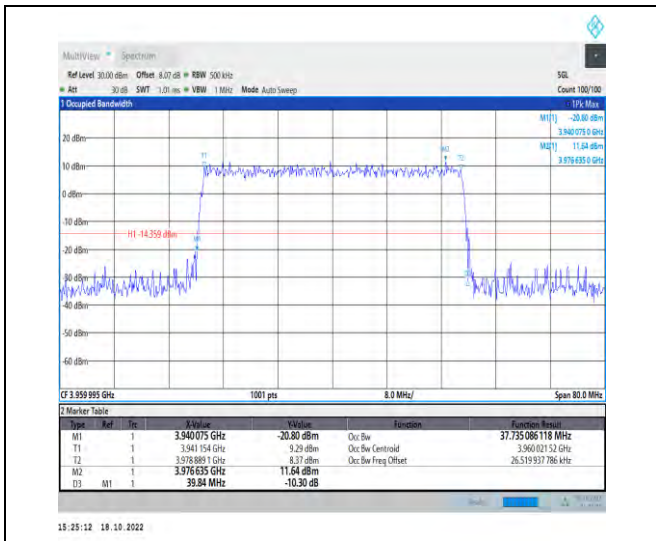 MultiView Spectrum
Ref Level 30.00 dBm Offset 8.07 dB RBW 500 kHz SGL
Att 30 dB SWT 1.01 ms VBW 1 MHz Mode Auto Sweep Count 100/100
1 Occupied Bandwidth 1Pk Max
M1[1] -20.80 dBm
3.940 075 0 GHz
M2[1] 11.64 dBm
3.976 635 0 GHz
20 dBm
M2
T1 T2
10 dBm
0 dBm
-10 dBm
H1 -14.359 dBm
M1
-20 dBm
-30 dBm
-40 dBm
-50 dBm
-60 dBm
CF 3.959 995 GHz 1001 pts 8.0 MHz/ Span 80.0 MHz
2 Marker Table
Type Ref Trc X-Value Y-Value Function Function Result
M1 1 3.940 075 GHz -20.80 dBm Occ Bw 37.735 086 118 MHz
T1 1 3.941 154 GHz 9.29 dBm Occ Bw Centroid 3.960 021 52 GHz
T2 1 3.978 889 1 GHz 8.37 dBm Occ Bw Freq Offset 26.519 937 786 kHz
M2 1 3.976 635 GHz 11.64 dBm
D3 M1 1 39.84 MHz -10.30 dB
15:25:12 18.10.2022